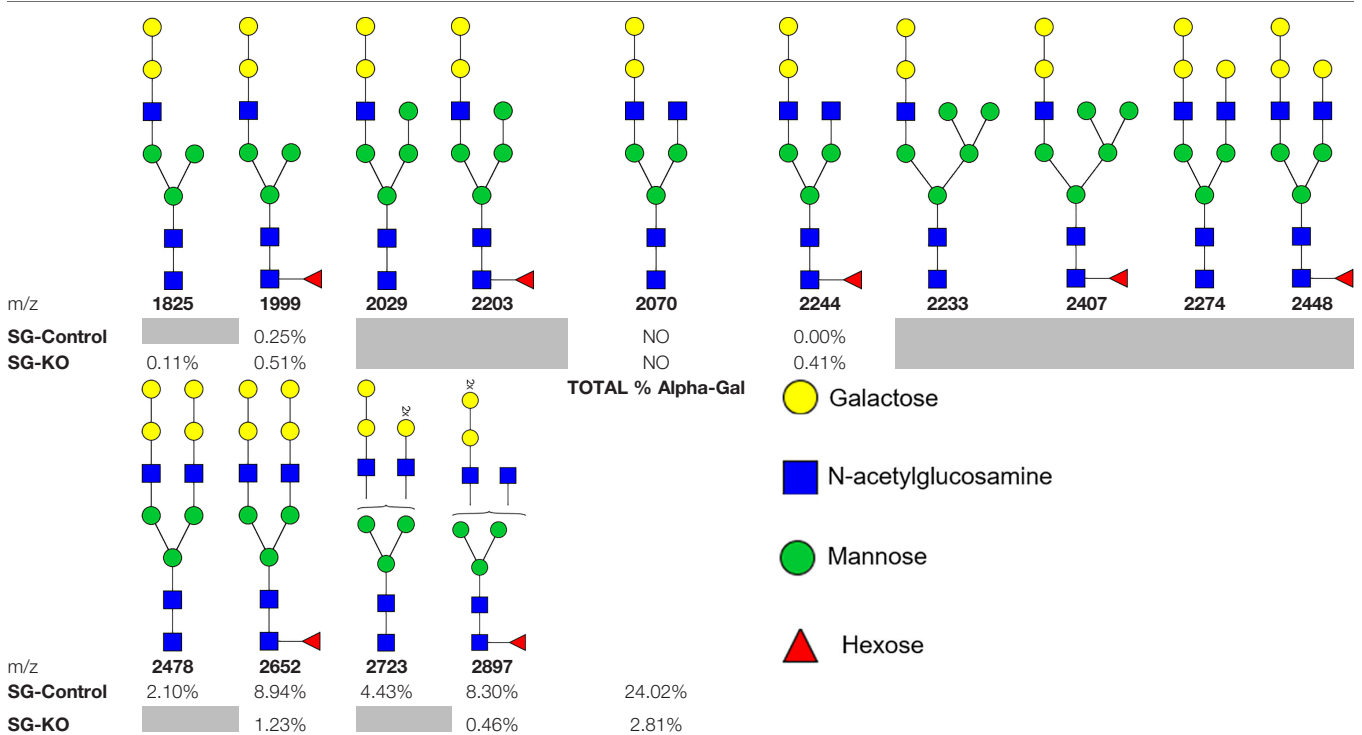 m/z 1825 1999 2029 2203 2070 2244 2233 2407 2274 2448
SG-Control 0.25% NO 0.00%
SG-KO 0.11% 0.51% NO 0.41%
TOTAL % Alpha-Gal
2x
2x
Galactose
N-acetylglucosamine
Mannose
Hexose
m/z 2478 2652 2723 2897
SG-Control 2.10% 8.94% 4.43% 8.30% 24.02%
SG-KO 1.23% 0.46% 2.81%